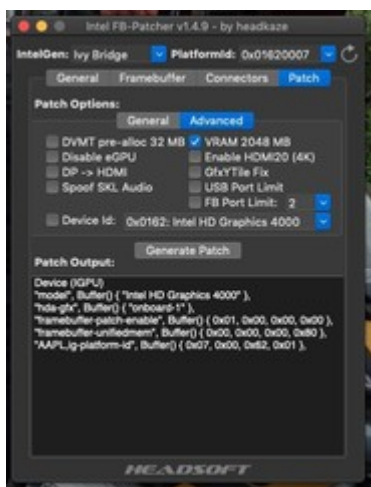 Intel FB-Patcher v1.4.9 - by headkaze
IntelGen: Ivy Bridge Platformid: 0x01620007
General Framebuffer Connectors Patch
Patch Options:
General Advanced
DVMT pre-alloc 32 MB VRAM 2048 MB
Disable eGPU Enable HDMI20 (4K)
DP -> HDMI GfxYTile Fix
Spoof SKL Audio USB Port Limit
FB Port Limit: 2
Device Id: 0x0162: Intel HD Graphics 4000
Generate Patch
Patch Output:
Device (IGPU)
"model", Buffer() { "Intel HD Graphics 4000" },
"hda-gfx", Buffer() { "onboard-1" },
"framebuffer-patch-enable", Buffer() { 0x01, 0x00, 0x00, 0x00 },
"framebuffer-unifiedmem", Buffer() { 0x00, 0x00, 0x00, 0x80 },
"AAPL,ig-platform-id", Buffer() { 0x07, 0x00, 0x62, 0x01 },
HEADSOFT